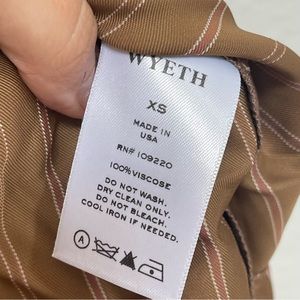 WYETH
XS
MADE IN
USA
RN# 109220
100% VISCOSE
DO NOT WASH.
DRY CLEAN ONLY.
DO NOT BLEACH.
COOL IRON IF NEEDED.
A